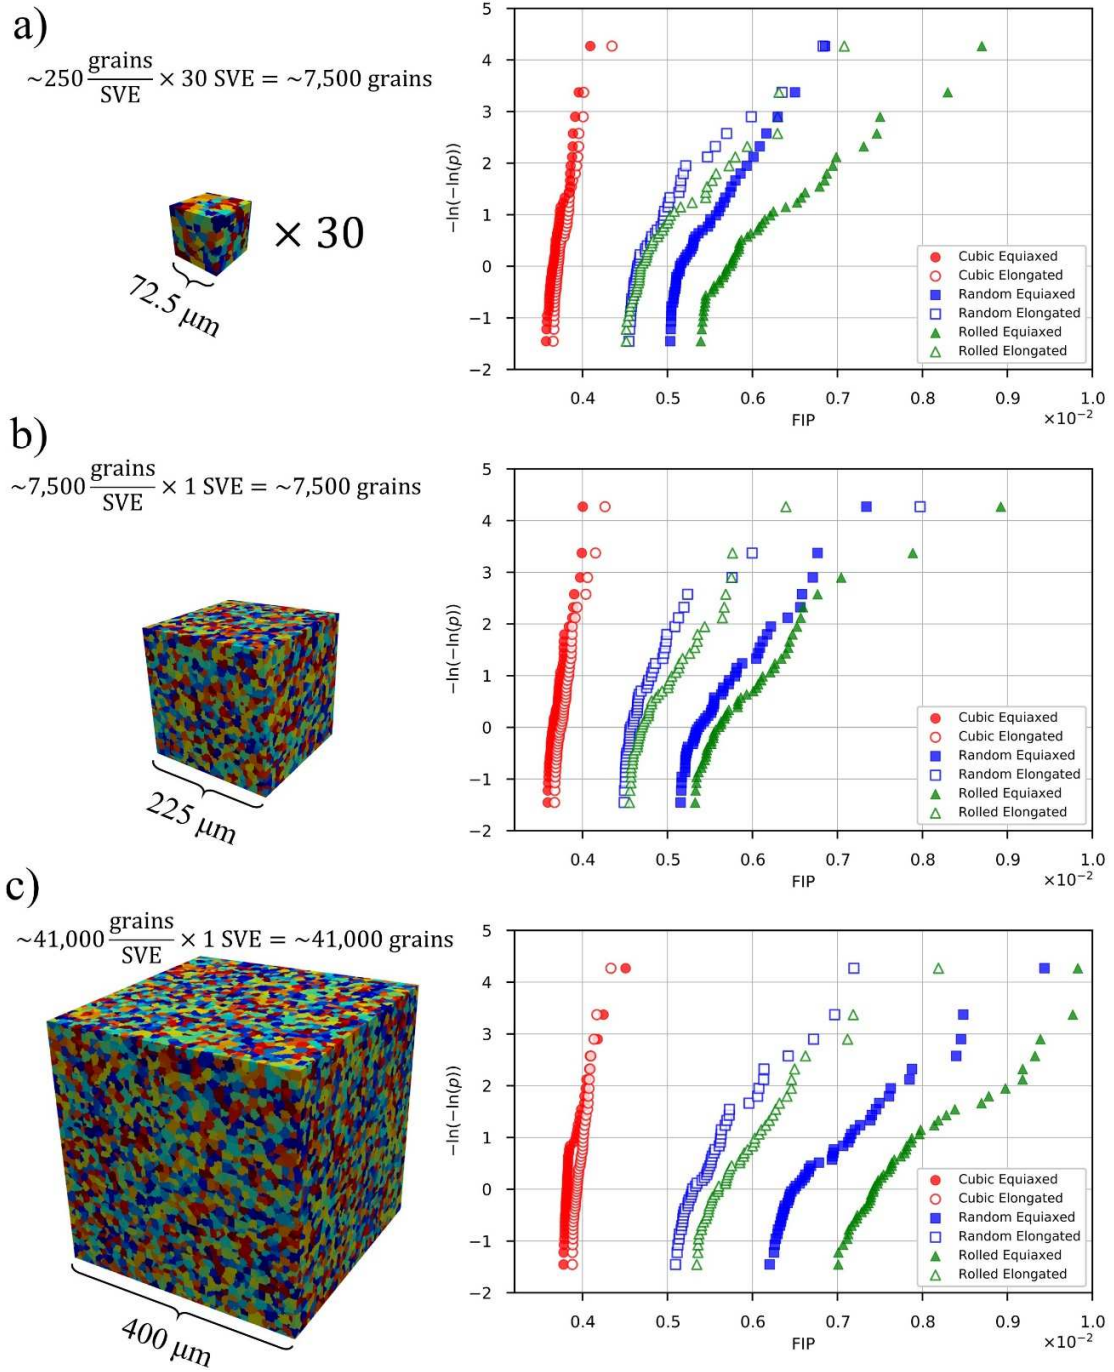 a)
~250 grains/SVE × 30 SVE = ~7,500 grains
× 30
72.5 μm
5
4
3
2
1
0
−1
−2
−ln(−ln(p))
Cubic Equiaxed
Cubic Elongated
Random Equiaxed
Random Elongated
Rolled Equiaxed
Rolled Elongated
0.4 0.5 0.6 0.7 0.8 0.9 1.0
FIP
×10⁻²
b)
~7,500 grains/SVE × 1 SVE = ~7,500 grains
225 μm
5
4
3
2
1
0
−1
−2
−ln(−ln(p))
Cubic Equiaxed
Cubic Elongated
Random Equiaxed
Random Elongated
Rolled Equiaxed
Rolled Elongated
0.4 0.5 0.6 0.7 0.8 0.9 1.0
FIP
×10⁻²
c)
~41,000 grains/SVE × 1 SVE = ~41,000 grains
400 μm
5
4
3
2
1
0
−1
−2
−ln(−ln(p))
Cubic Equiaxed
Cubic Elongated
Random Equiaxed
Random Elongated
Rolled Equiaxed
Rolled Elongated
0.4 0.5 0.6 0.7 0.8 0.9 1.0
FIP
×10⁻²